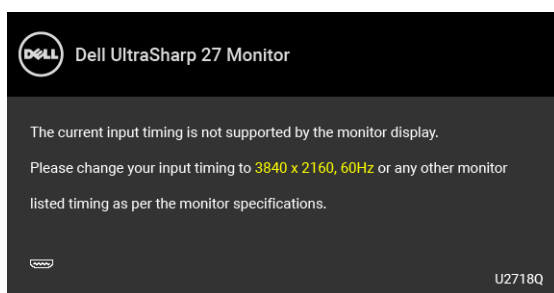 DELL
Dell UltraSharp 27 Monitor
The current input timing is not supported by the monitor display.
Please change your input timing to 3840 x 2160, 60Hz or any other monitor
listed timing as per the monitor specifications.
U2718Q